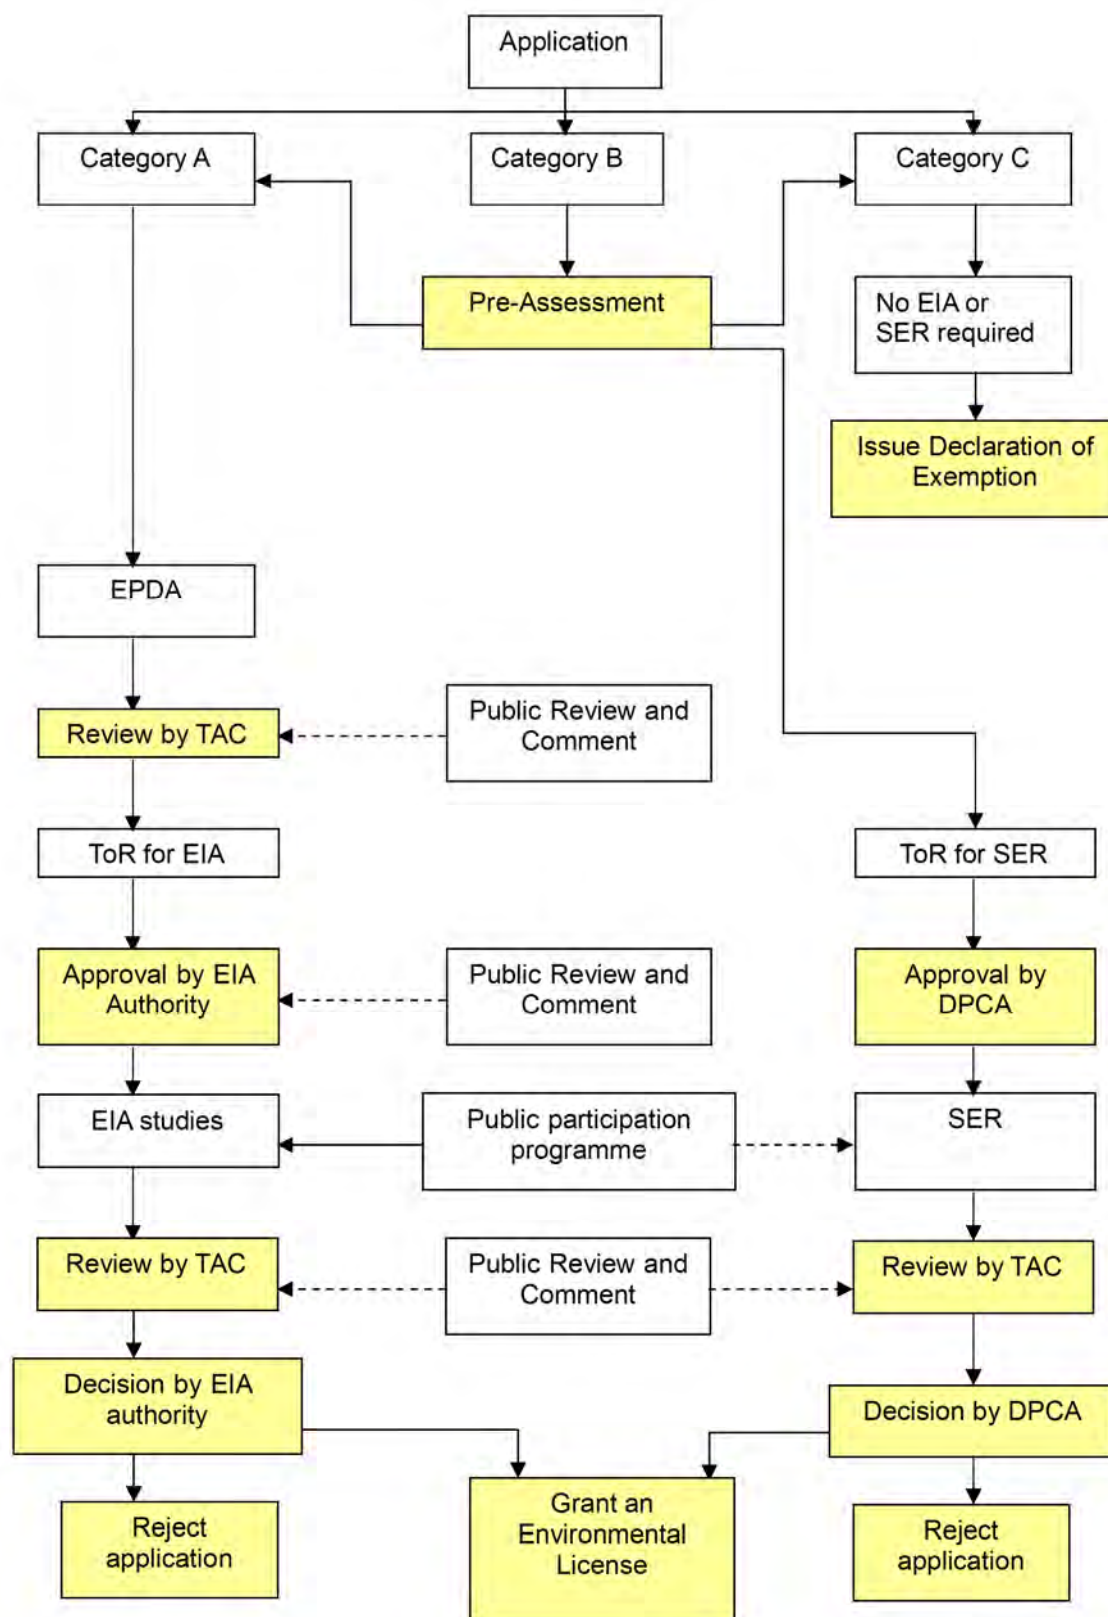 Application
Category A
Category B
Category C
Pre-Assessment
No EIA or
SER required
Issue Declaration of
Exemption
EPDA
Review by TAC
Public Review and
Comment
ToR for EIA
ToR for SER
Approval by EIA
Authority
Public Review and
Comment
Approval by
DPCA
EIA studies
Public participation
programme
SER
Review by TAC
Public Review and
Comment
Review by TAC
Decision by EIA
authority
Decision by DPCA
Reject
application
Grant an
Environmental
License
Reject
application